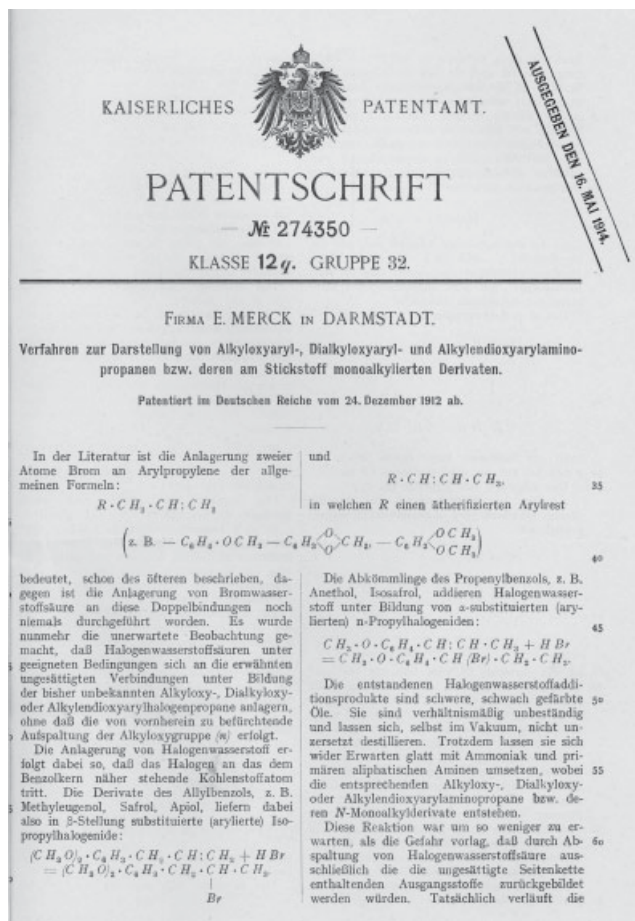 KAISERLICHES PATENTAMT.
AUSGEGEBEN DEN 16. MAI 1914.
PATENTSCHRIFT
— № 274350 —
KLASSE 12q. GRUPPE 32.
FIRMA E. MERCK IN DARMSTADT.
Verfahren zur Darstellung von Alkyloxyaryl-, Dialkyloxyaryl- und Alkylendioxyarylamino-
propanen bzw. deren am Stickstoff monoalkylierten Derivaten.
Patentiert im Deutschen Reiche vom 24. Dezember 1912 ab.
In der Literatur ist die Anlagerung zweier
Atome Brom an Arylpropylene der allge-
meinen Formeln:
R · CH₂ · CH : CH₂
und
R · CH : CH · CH₃, 35
in welchen R einen ätherifizierten Arylrest
(z. B. — C₆H₄ · OCH₃ — C₆H₃<O O>CH₂, — C₆H₃<OCH₃ OCH₃)
40
bedeutet, schon des öfteren beschrieben, da-
gegen ist die Anlagerung von Bromwasser-
stoffsäure an diese Doppelbindungen noch
niemals durchgeführt worden. Es wurde
nunmehr die unerwartete Beobachtung ge-
macht, daß Halogenwasserstoffsäuren unter
geeigneten Bedingungen sich an die erwähnten
ungesättigten Verbindungen unter Bildung
der bisher unbekannten Alkyloxy-, Dialkyloxy-
oder Alkylendioxyarylhalogenpropane anlagern,
ohne daß die von vornherein zu befürchtende
Aufspaltung der Alkyloxygruppe (n) erfolgt.
Die Anlagerung von Halogenwasserstoff er-
folgt dabei so, daß das Halogen an das dem
Benzolkern näher stehende Kohlenstoffatom
tritt. Die Derivate des Allylbenzols, z. B.
Methyleugenol, Safrol, Apiol, liefern dabei
also in β-Stellung substituierte (arylierte) Iso-
propylhalogenide:
(CH₃O)₂ · C₆H₃ · CH₂ · CH : CH₂ + HBr
= (CH₃O)₂ · C₆H₃ · CH₂ · CH · CH₃.
|
Br
Die Abkömmlinge des Propenylbenzols, z. B.
Anethol, Isosafrol, addieren Halogenwasser-
stoff unter Bildung von α-substituierten (ary-
lierten) n-Propylhalogeniden: 45
CH₃ · O · C₆H₄ · CH : CH · CH₃ + HBr
= CH₃ · O · C₆H₄ · CH (Br) · CH₂ · CH₃.
Die entstandenen Halogenwasserstoffaddi-
tionsprodukte sind schwere, schwach gefärbte 50
Öle. Sie sind verhältnismäßig unbeständig
und lassen sich, selbst im Vakuum, nicht un-
zersetzt destillieren. Trotzdem lassen sie sich
wider Erwarten glatt mit Ammoniak und pri-
mären aliphatischen Aminen umsetzen, wobei 55
die entsprechenden Alkyloxy-, Dialkyloxy-
oder Alkylendioxyarylaminopropane bzw. de-
ren N-Monoalkylderivate entstehen.
Diese Reaktion war um so weniger zu er-
warten, als die Gefahr vorlag, daß durch Ab- 60
spaltung von Halogenwasserstoffsäure aus-
schließlich die die ungesättigte Seitenkette
enthaltenden Ausgangsstoffe zurückgebildet
werden würden. Tatsächlich verläuft die